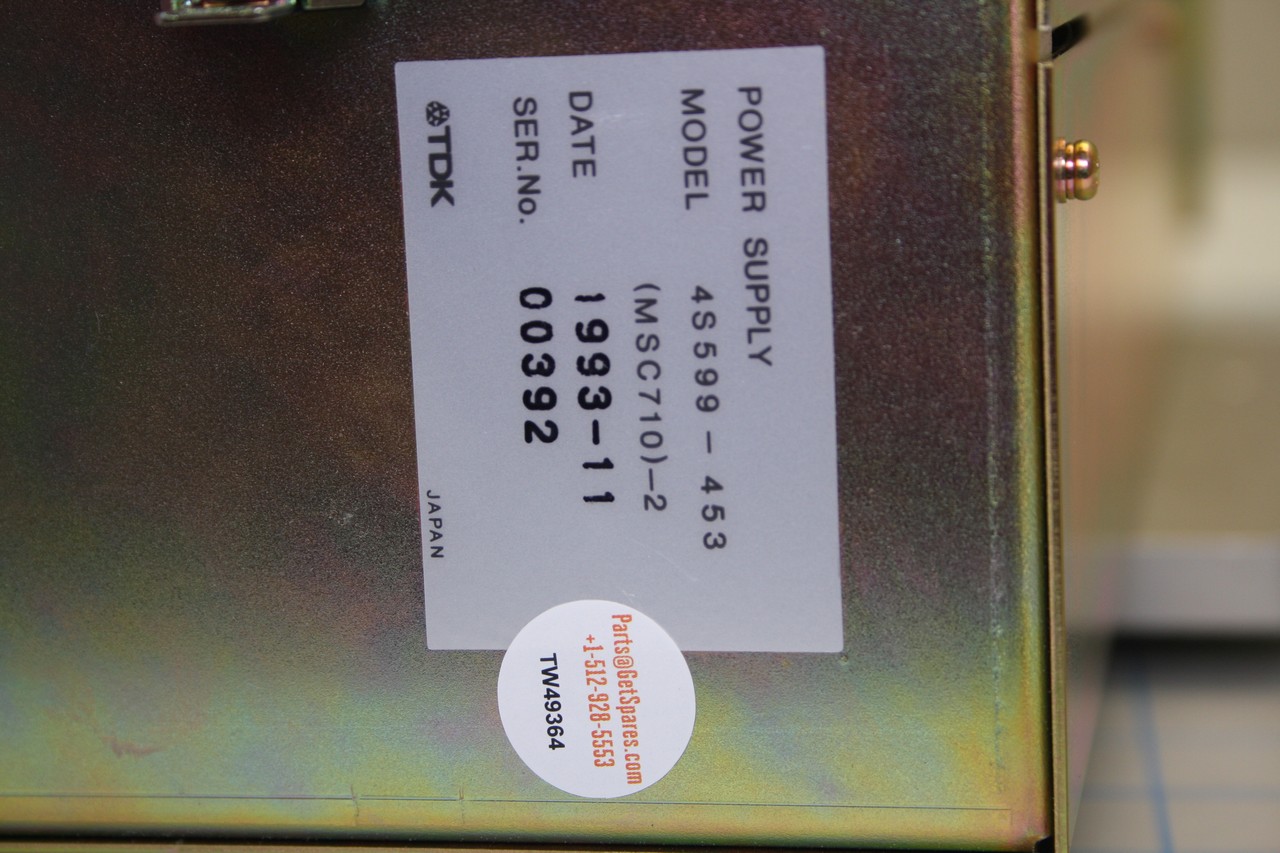 POWER SUPPLY
MODEL 4S599-453
(MSC710)-2
DATE 1993-11
SER.No. 00392
TDK JAPAN
Parts@GetSpares.com
+1-512-928-5553
TW49364